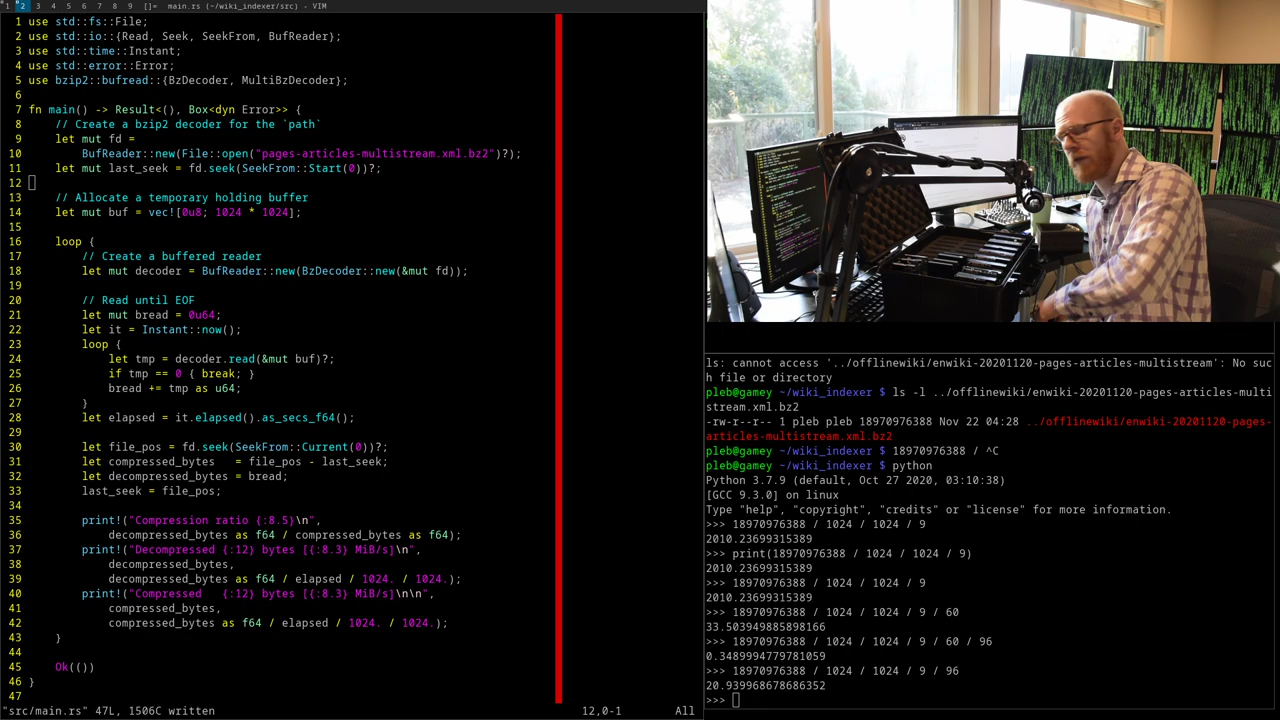 1 2 3 4 5 6 7 8 9 []= main.rs (~/wiki_indexer/src) - VIM
1 use std::fs::File;
2 use std::io::{Read, Seek, SeekFrom, BufReader};
3 use std::time::Instant;
4 use std::error::Error;
5 use bzip2::bufread::{BzDecoder, MultiBzDecoder};
6
7 fn main() -> Result<(), Box<dyn Error>> {
8     // Create a bzip2 decoder for the `path`
9     let mut fd =
10         BufReader::new(File::open("pages-articles-multistream.xml.bz2")?);
11     let mut last_seek = fd.seek(SeekFrom::Start(0))?;
12
13     // Allocate a temporary holding buffer
14     let mut buf = vec![0u8; 1024 * 1024];
15
16     loop {
17         // Create a buffered reader
18         let mut decoder = BufReader::new(BzDecoder::new(&mut fd));
19
20         // Read until EOF
21         let mut bread = 0u64;
22         let it = Instant::now();
23         loop {
24             let tmp = decoder.read(&mut buf)?;
25             if tmp == 0 { break; }
26             bread += tmp as u64;
27         }
28         let elapsed = it.elapsed().as_secs_f64();
29
30         let file_pos = fd.seek(SeekFrom::Current(0))?;
31         let compressed_bytes   = file_pos - last_seek;
32         let decompressed_bytes = bread;
33         last_seek = file_pos;
34
35         print!("Compression ratio {:8.5}\n",
36             decompressed_bytes as f64 / compressed_bytes as f64);
37         print!("Decompressed {:12} bytes [{:8.3} MiB/s]\n",
38             decompressed_bytes,
39             decompressed_bytes as f64 / elapsed / 1024. / 1024.);
40         print!("Compressed   {:12} bytes [{:8.3} MiB/s]\n\n",
41             compressed_bytes,
42             compressed_bytes as f64 / elapsed / 1024. / 1024.);
43     }
44
45     Ok(())
46 }
47
"src/main.rs" 47L, 1506C written 12,0-1 All
ls: cannot access '../offlinewiki/enwiki-20201120-pages-articles-multistream': No suc
h file or directory
pleb@gamey ~/wiki_indexer $ ls -l ../offlinewiki/enwiki-20201120-pages-articles-multi
stream.xml.bz2
-rw-r--r-- 1 pleb pleb 18970976388 Nov 22 04:28 ../offlinewiki/enwiki-20201120-pages-
articles-multistream.xml.bz2
pleb@gamey ~/wiki_indexer $ 18970976388 / ^C
pleb@gamey ~/wiki_indexer $ python
Python 3.7.9 (default, Oct 27 2020, 03:10:38)
[GCC 9.3.0] on linux
Type "help", "copyright", "credits" or "license" for more information.
>>> 18970976388 / 1024 / 1024 / 9
2010.23699315389
>>> print(18970976388 / 1024 / 1024 / 9)
2010.23699315389
>>> 18970976388 / 1024 / 1024 / 9
2010.23699315389
>>> 18970976388 / 1024 / 1024 / 9 / 60
33.503949885898166
>>> 18970976388 / 1024 / 1024 / 9 / 60 / 96
0.3489994779781059
>>> 18970976388 / 1024 / 1024 / 9 / 96
20.939968678686352
>>>